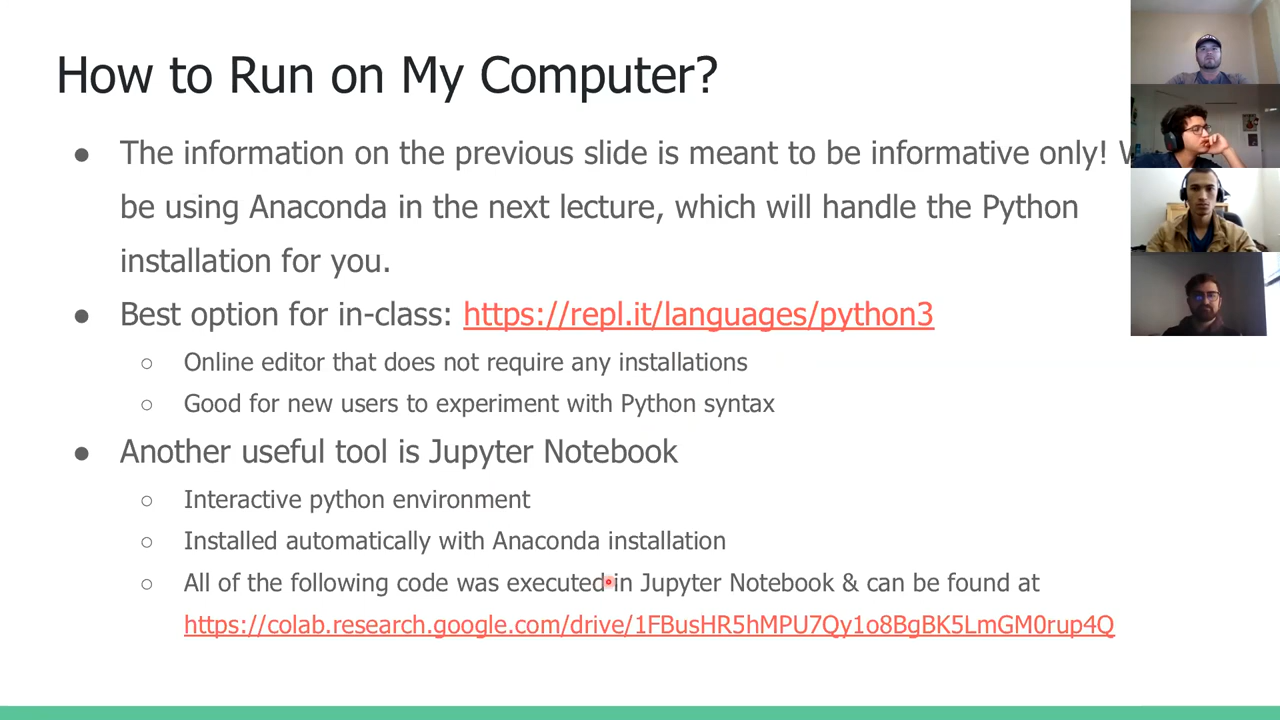 How to Run on My Computer?
● The information on the previous slide is meant to be informative only!
be using Anaconda in the next lecture, which will handle the Python
installation for you.
● Best option for in-class: https://repl.it/languages/python3
○ Online editor that does not require any installations
○ Good for new users to experiment with Python syntax
● Another useful tool is Jupyter Notebook
○ Interactive python environment
○ Installed automatically with Anaconda installation
○ All of the following code was executed in Jupyter Notebook & can be found at
https://colab.research.google.com/drive/1FBusHR5hMPU7Qy1o8BgBK5LmGM0rup4Q